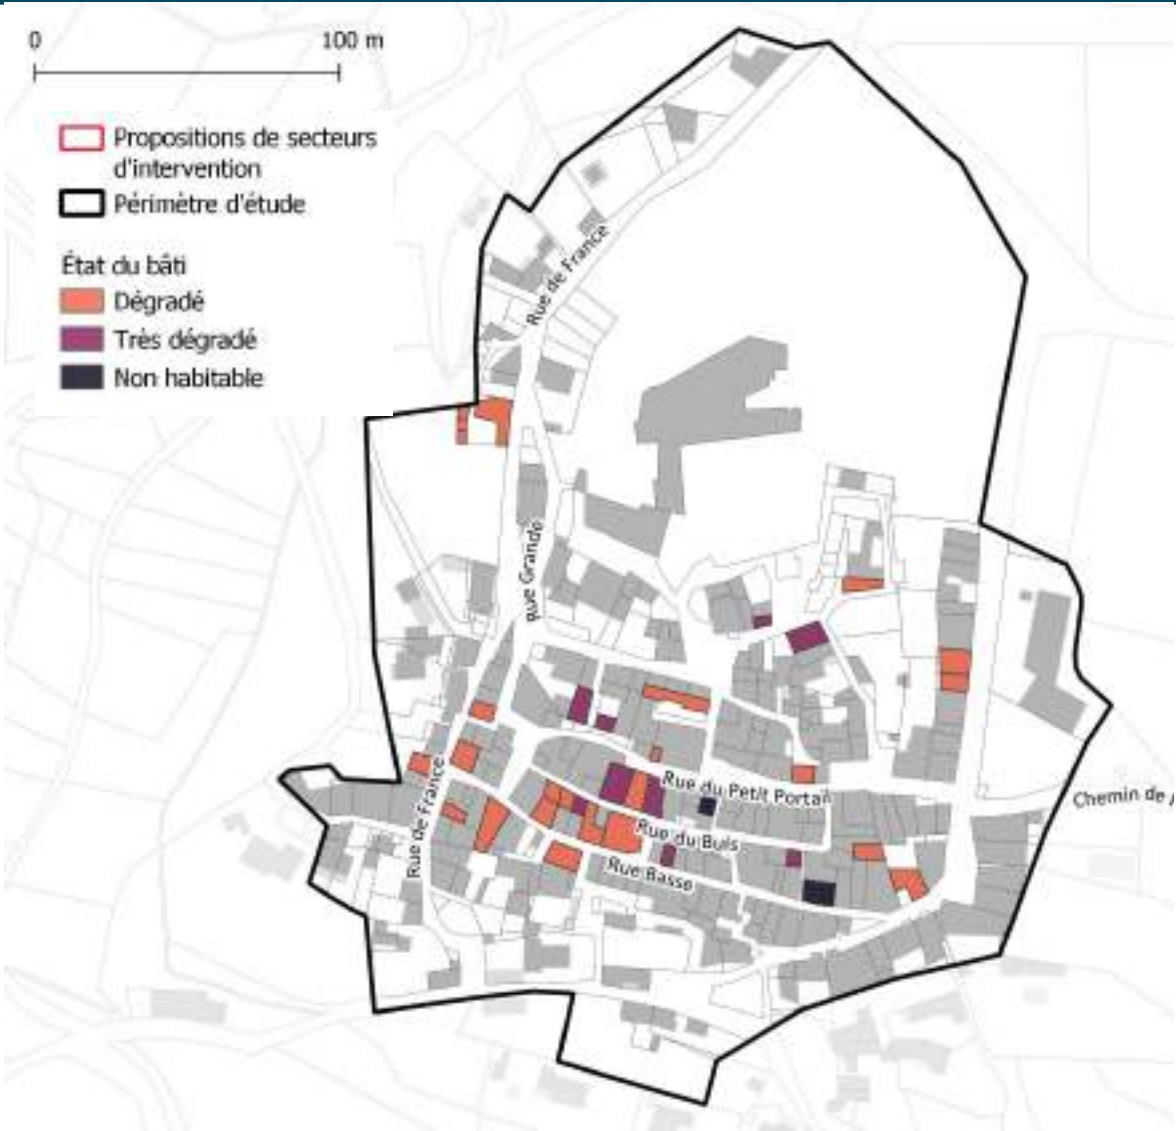 0 100 m
Propositions de secteurs
d'intervention
Périmètre d'étude
État du bâti
Dégradé
Très dégradé
Non habitable
Rue de France
Rue Grande
Rue du Petit Portail
Chemin de
Rue de France
Rue du Buis
Rue Basse